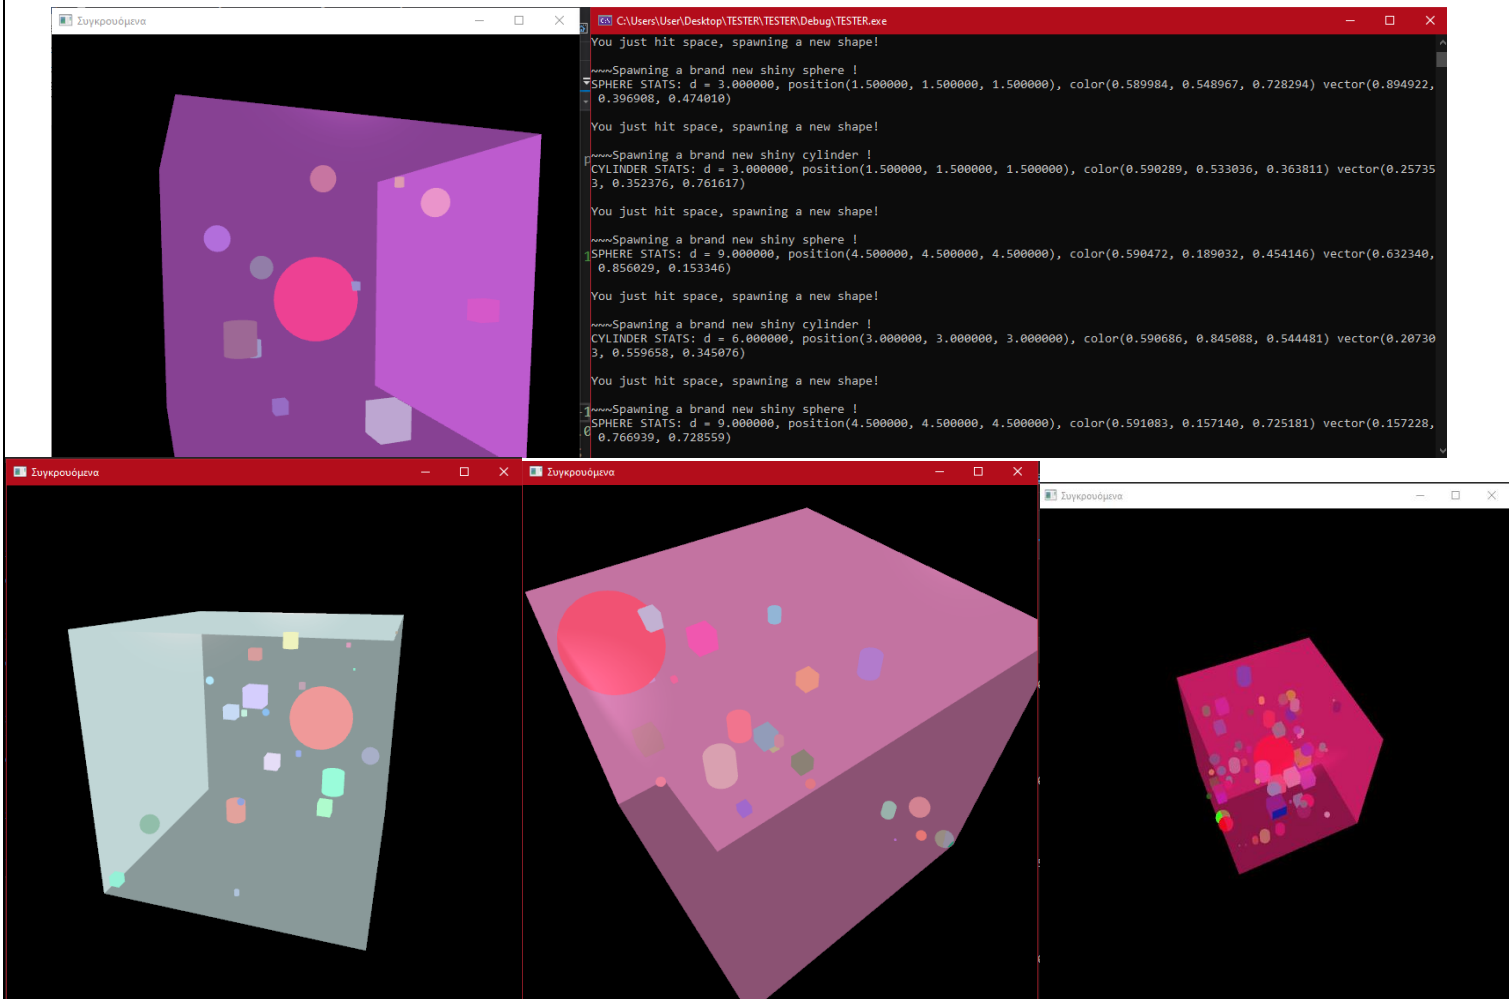 Συγκρουόμενα
C:\Users\User\Desktop\TESTER\TESTER\Debug\TESTER.exe
You just hit space, spawning a new shape!
~~~Spawning a brand new shiny sphere !
SPHERE STATS: d = 3.000000, position(1.500000, 1.500000, 1.500000), color(0.589984, 0.548967, 0.728294) vector(0.894922,
0.396908, 0.474010)
You just hit space, spawning a new shape!
~~~Spawning a brand new shiny cylinder !
CYLINDER STATS: d = 3.000000, position(1.500000, 1.500000, 1.500000), color(0.590289, 0.533036, 0.363811) vector(0.25735
3, 0.352376, 0.761617)
You just hit space, spawning a new shape!
~~~Spawning a brand new shiny sphere !
SPHERE STATS: d = 9.000000, position(4.500000, 4.500000, 4.500000), color(0.590472, 0.189032, 0.454146) vector(0.632340,
0.856029, 0.153346)
You just hit space, spawning a new shape!
~~~Spawning a brand new shiny cylinder !
CYLINDER STATS: d = 6.000000, position(3.000000, 3.000000, 3.000000), color(0.590686, 0.845088, 0.544481) vector(0.20730
3, 0.559658, 0.345076)
You just hit space, spawning a new shape!
~~~Spawning a brand new shiny sphere !
SPHERE STATS: d = 9.000000, position(4.500000, 4.500000, 4.500000), color(0.591083, 0.157140, 0.725181) vector(0.157228,
0.766939, 0.728559)
Συγκρουόμενα
Συγκρουόμενα
Συγκρουόμενα